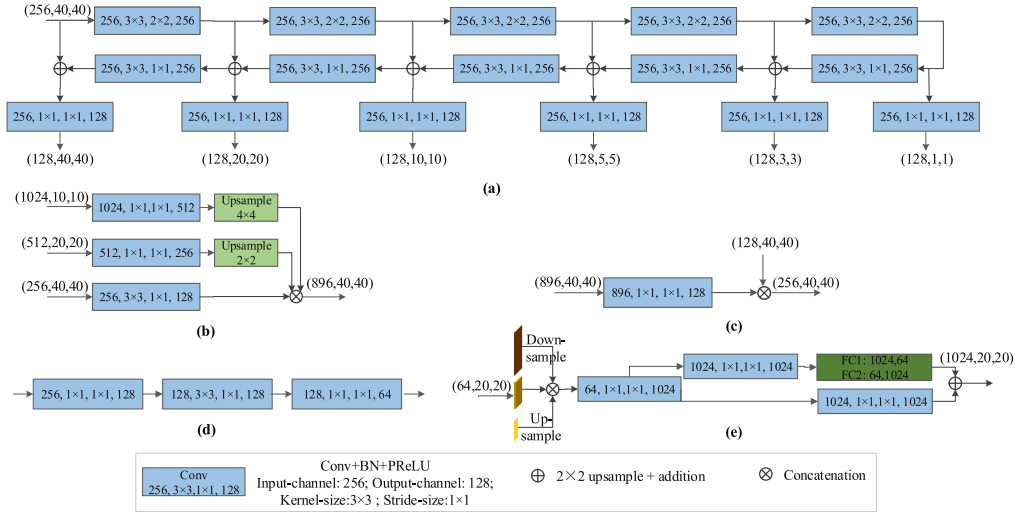 (256,40,40)
256, 3×3, 2×2, 256
256, 3×3, 2×2, 256
256, 3×3, 2×2, 256
256, 3×3, 2×2, 256
256, 3×3, 2×2, 256
256, 3×3, 1×1, 256
256, 3×3, 1×1, 256
256, 3×3, 1×1, 256
256, 3×3, 1×1, 256
256, 3×3, 1×1, 256
256, 1×1, 1×1, 128
256, 1×1, 1×1, 128
256, 1×1, 1×1, 128
256, 1×1, 1×1, 128
256, 1×1, 1×1, 128
256, 1×1, 1×1, 128
(128,40,40)
(128,20,20)
(128,10,10)
(128,5,5)
(128,3,3)
(128,1,1)
(a)
(1024,10,10)
1024, 1×1,1×1, 512
Upsample
4×4
(512,20,20)
512, 1×1, 1×1, 256
Upsample
2×2
(256,40,40)
256, 3×3, 1×1, 128
(896,40,40)
(b)
(128,40,40)
(896,40,40)
896, 1×1, 1×1, 128
(256,40,40)
(c)
256, 1×1, 1×1, 128
128, 3×3, 1×1, 128
128, 1×1, 1×1, 64
(d)
Down-
sample
(64,20,20)
Up-
sample
64, 1×1,1×1, 1024
1024, 1×1,1×1, 1024
FC1: 1024,64
FC2: 64,1024
(1024,20,20)
1024, 1×1,1×1, 1024
(e)
Conv
256, 3×3,1×1, 128
Conv+BN+PReLU
Input-channel: 256; Output-channel: 128;
Kernel-size:3×3 ; Stride-size:1×1
2×2 upsample + addition
Concatenation